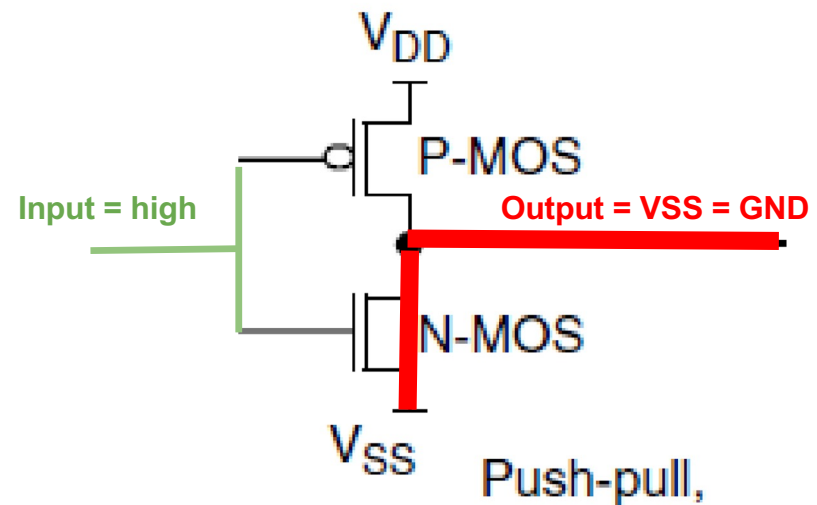 VDD
P-MOS
Input = high
Output = VSS = GND
N-MOS
VSS
Push-pull,